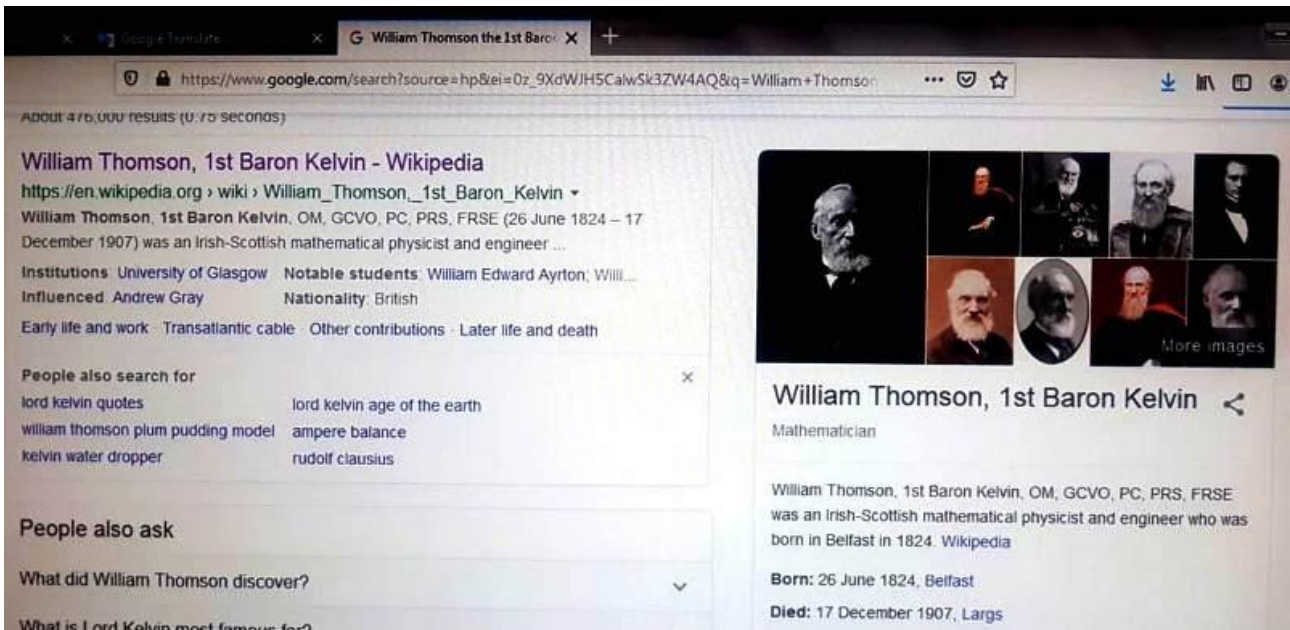 Google Translate
William Thomson the 1st Baro
https://www.google.com/search?source=hp&ei=0z_9XdWJH5CalwSk3ZW4AQ&q=William+Thomson
About 476,000 results (0.75 seconds)
William Thomson, 1st Baron Kelvin - Wikipedia
https://en.wikipedia.org › wiki › William_Thomson,_1st_Baron_Kelvin
William Thomson, 1st Baron Kelvin, OM, GCVO, PC, PRS, FRSE (26 June 1824 – 17
December 1907) was an Irish-Scottish mathematical physicist and engineer ...
Institutions: University of Glasgow Notable students: William Edward Ayrton; Willi...
Influenced: Andrew Gray Nationality: British
Early life and work · Transatlantic cable · Other contributions · Later life and death
People also search for
lord kelvin quotes lord kelvin age of the earth
william thomson plum pudding model ampere balance
kelvin water dropper rudolf clausius
People also ask
What did William Thomson discover?
What is Lord Kelvin most famous for?
More images
William Thomson, 1st Baron Kelvin
Mathematician
William Thomson, 1st Baron Kelvin, OM, GCVO, PC, PRS, FRSE
was an Irish-Scottish mathematical physicist and engineer who was
born in Belfast in 1824. Wikipedia
Born: 26 June 1824, Belfast
Died: 17 December 1907, Largs